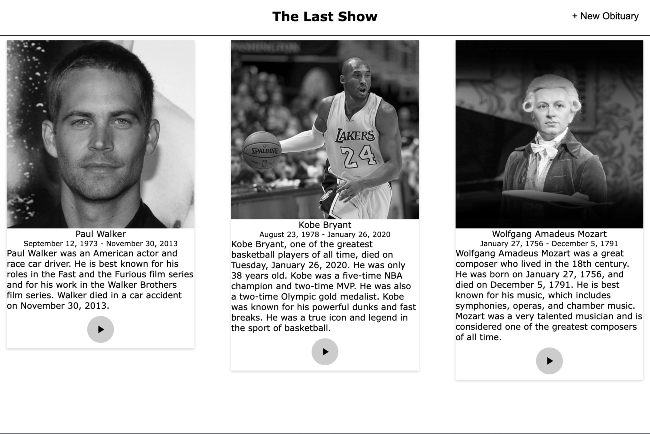 The Last Show
+ New Obituary
SPALDING
LAKERS
24
Paul Walker
September 12, 1973 - November 30, 2013
Paul Walker was an American actor and
race car driver. He is best known for his
roles in the Fast and the Furious film series
and for his work in the Walker Brothers
film series. Walker died in a car accident
on November 30, 2013.
Kobe Bryant
August 23, 1978 - January 26, 2020
Kobe Bryant, one of the greatest
basketball players of all time, died on
Tuesday, January 26, 2020. He was only
38 years old. Kobe was a five-time NBA
champion and two-time MVP. He was also
a two-time Olympic gold medalist. Kobe
was known for his powerful dunks and fast
breaks. He was a true icon and legend in
the sport of basketball.
Wolfgang Amadeus Mozart
January 27, 1756 - December 5, 1791
Wolfgang Amadeus Mozart was a great
composer who lived in the 18th century.
He was born on January 27, 1756, and
died on December 5, 1791. He is best
known for his music, which includes
symphonies, operas, and chamber music.
Mozart was a very talented musician and is
considered one of the greatest composers
of all time.